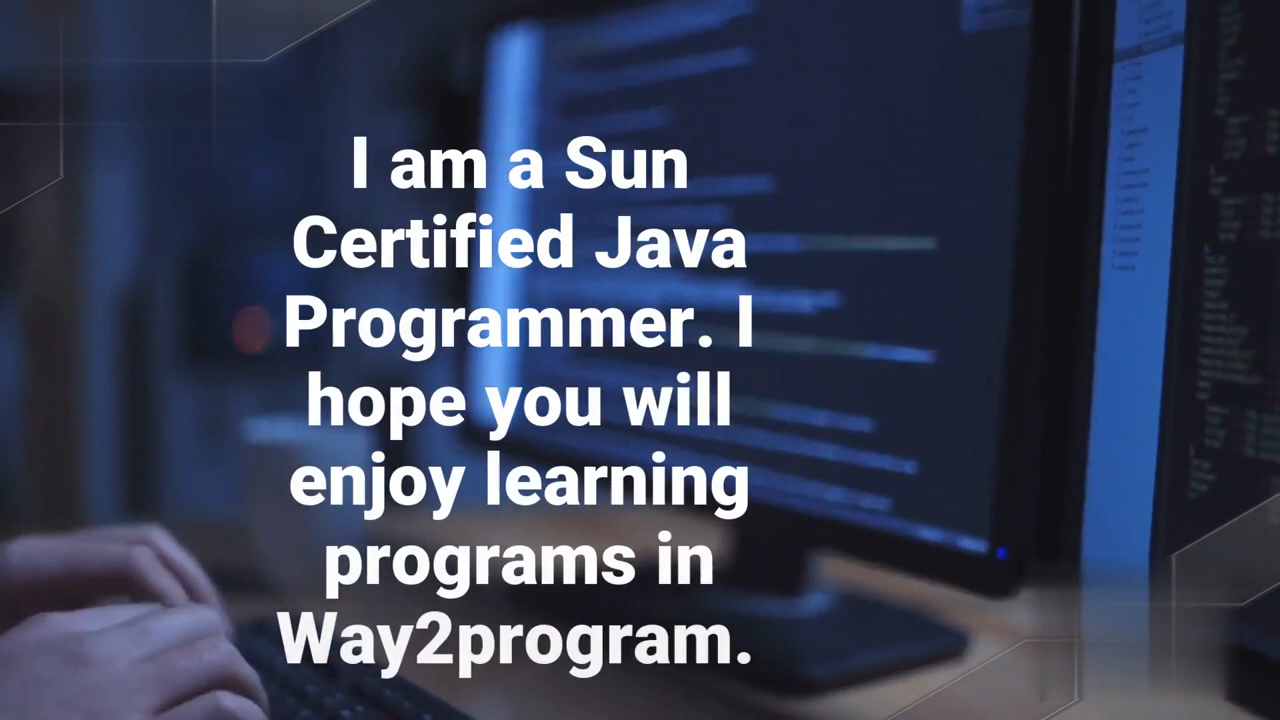 I am a Sun
Certified Java
Programmer. I
hope you will
enjoy learning
programs in
Way2program.